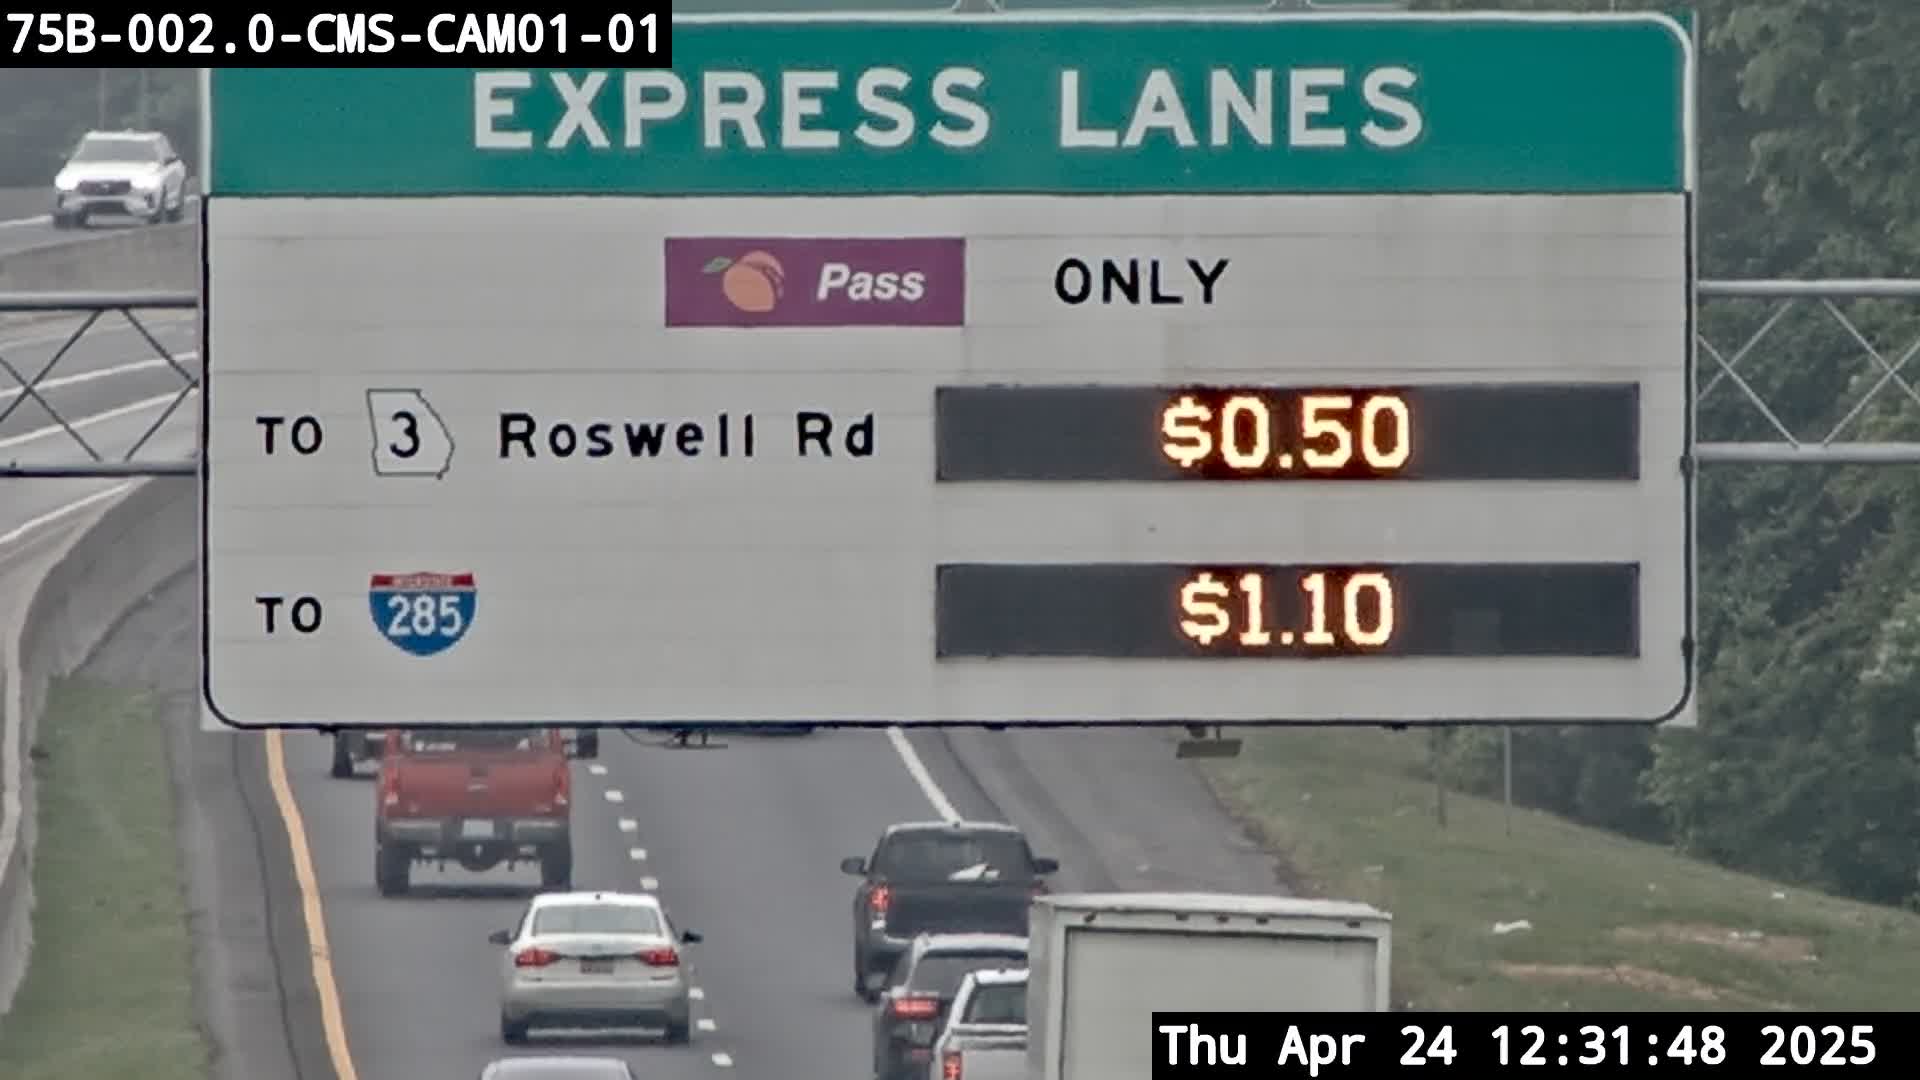 75B-002.0-CMS-CAM01-01
EXPRESS LANES
Pass ONLY
TO 3 Roswell Rd $0.50
INTERSTATE
TO 285 $1.10
Thu Apr 24 12:31:48 2025